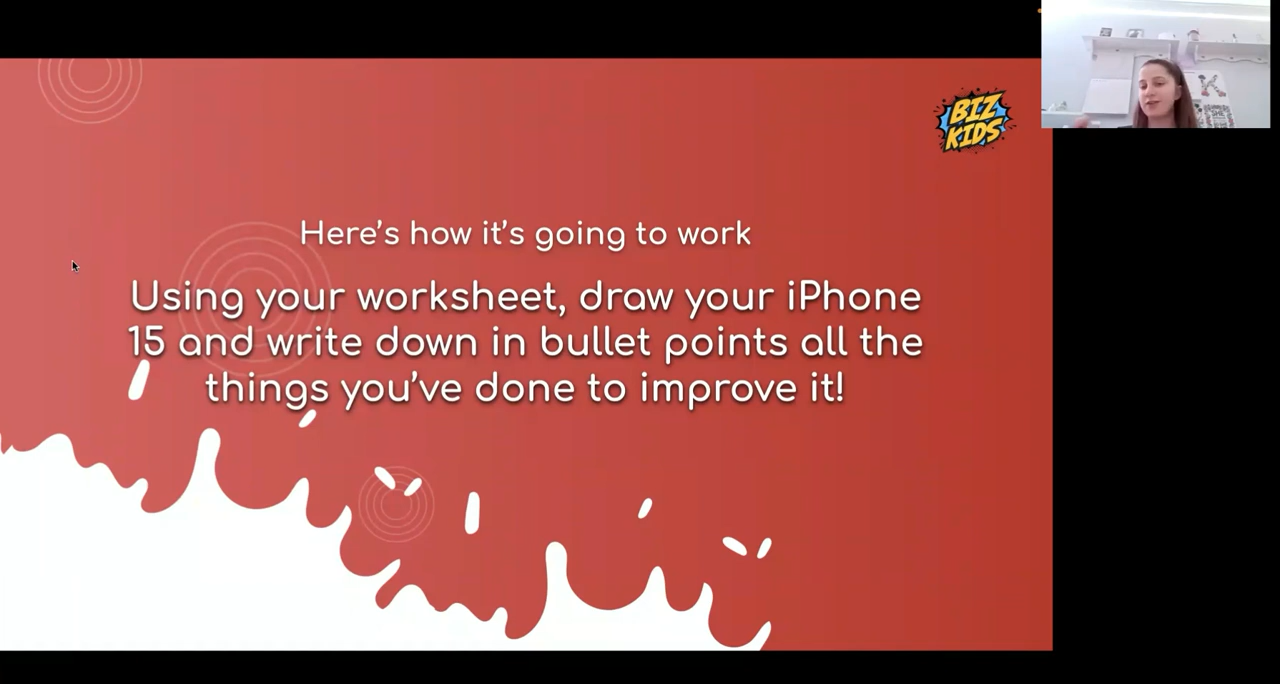 BIZ
KIDS
K
Here's how it's going to work
Using your worksheet, draw your iPhone
15 and write down in bullet points all the
things you've done to improve it!